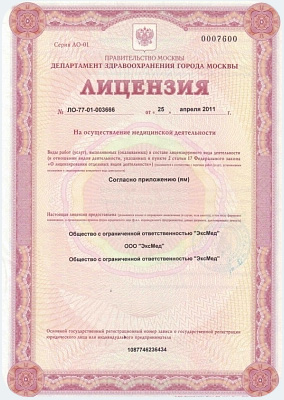 Серия ЛО-01
0007600
ПРАВИТЕЛЬСТВО МОСКВЫ
ДЕПАРТАМЕНТ ЗДРАВООХРАНЕНИЯ ГОРОДА МОСКВЫ
ЛИЦЕНЗИЯ
№ ЛО-77-01-003666 от « 25 » апреля 2011 г.
На осуществление медицинской деятельности
Виды работ (услуг), выполняемых (оказываемых) в составе лицензируемого вида деятельности
(в отношении видов деятельности, указанных в пункте 2 статьи 17 Федерального закона
«О лицензировании отдельных видов деятельности»)
Согласно приложению (ям)
Настоящая лицензия предоставлена
Общество с ограниченной ответственностью "ЭксМед"
ООО "ЭксМед"
Общество с ограниченной ответственностью "ЭксМед"
Основной государственный регистрационный номер записи о государственной регистрации
юридического лица или индивидуального предпринимателя
1087746236434